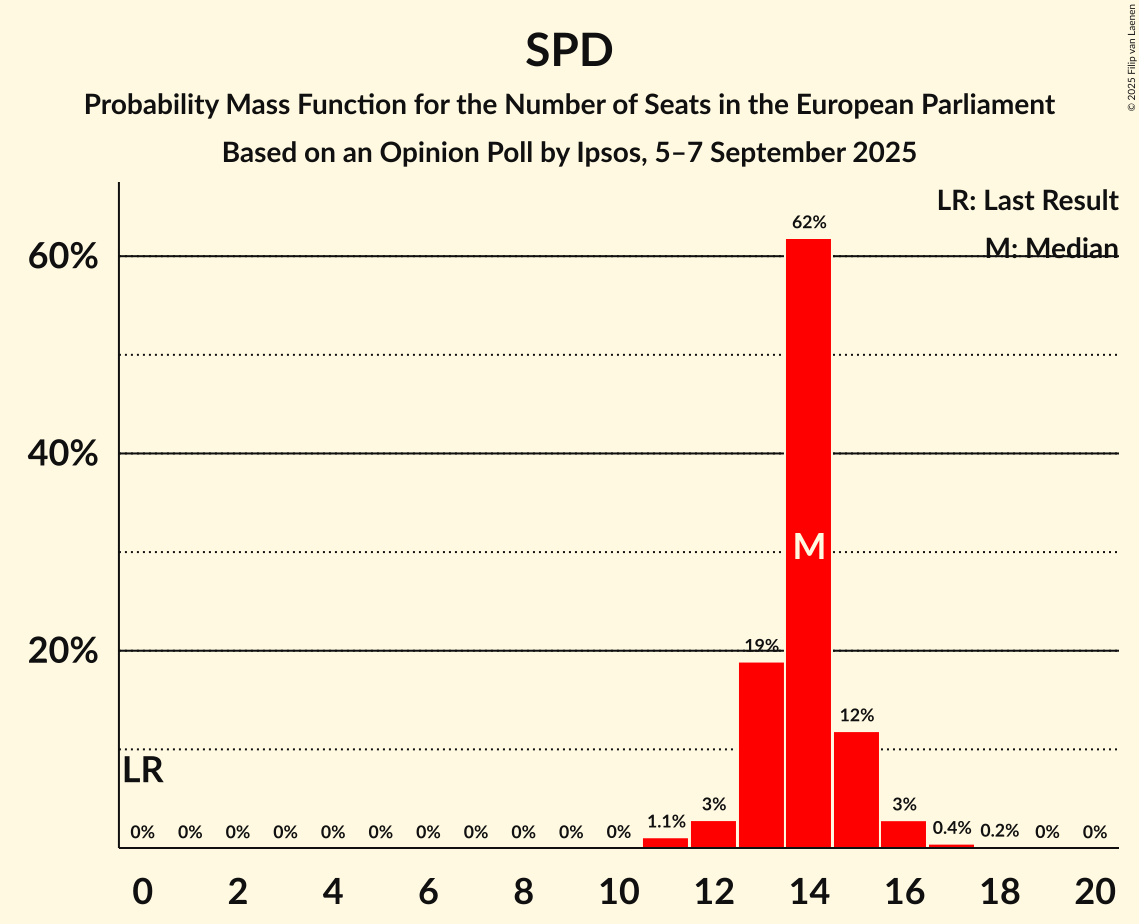 SPD
Probability Mass Function for the Number of Seats in the European Parliament
Based on an Opinion Poll by Ipsos, 5–7 September 2025
© 2025 Filip van Laenen
LR: Last Result
M: Median
62%
60%
40%
M
20%
19%
12%
LR
0% 0% 0% 0% 0% 0% 0% 0% 0% 0% 0% 1.1% 3% 3% 0.4% 0.2% 0% 0%
0 2 4 6 8 10 12 14 16 18 20